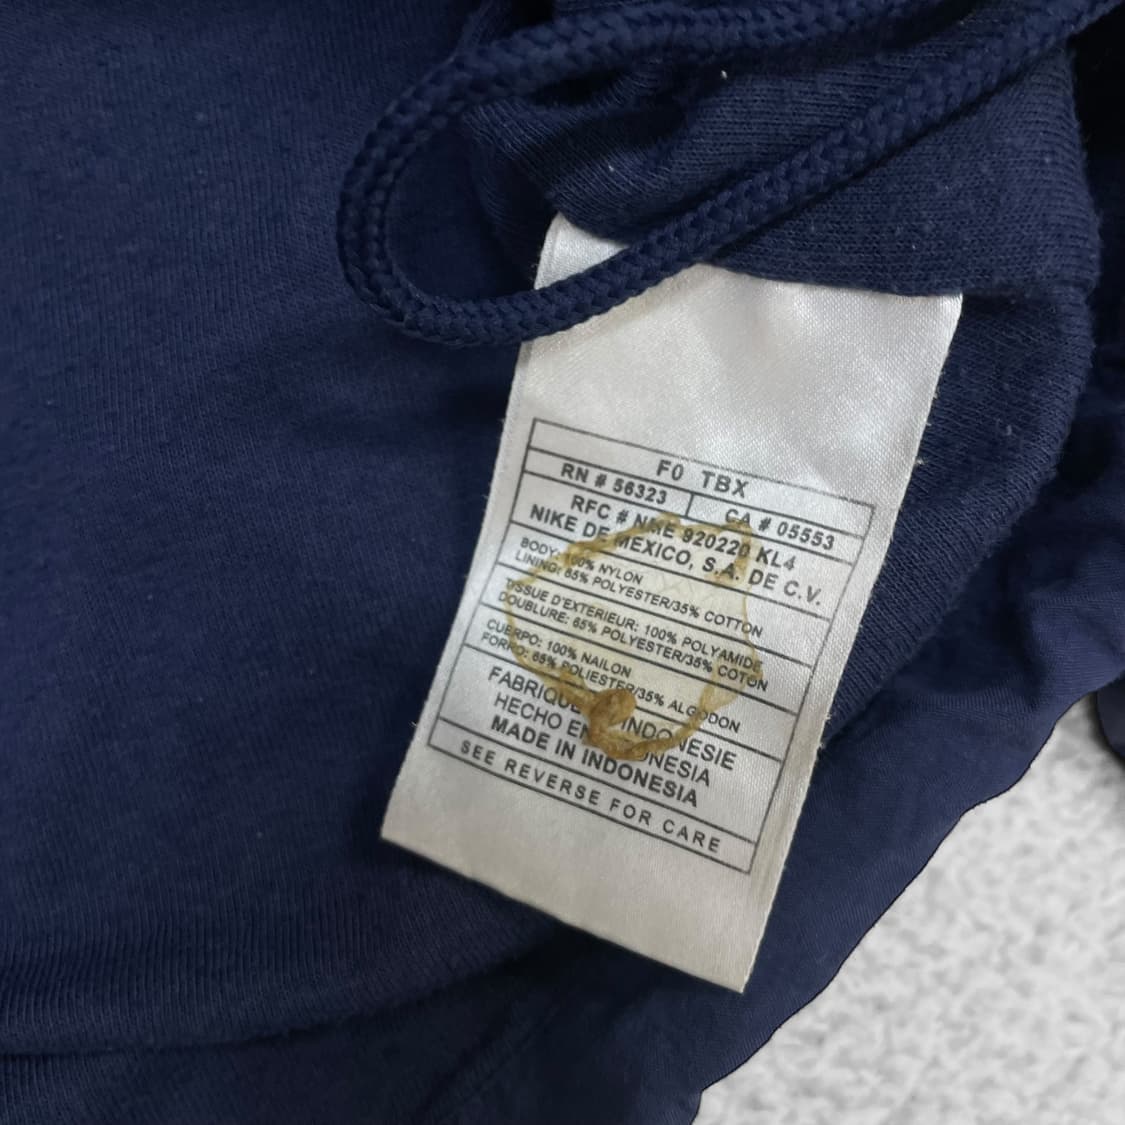 F0 TBX
RN # 56323 CA # 05553
RFC # NME 920220 KL4
NIKE DE MEXICO, S.A. DE C.V.
BODY: 100% NYLON
LINING: 65% POLYESTER/35% COTTON
TISSUE D'EXTERIEUR: 100% POLYAMIDE
DOUBLURE: 65% POLYESTER/35% COTON
CUERPO: 100% NAILON
FORRO: 65% POLIESTER/35% ALGODON
FABRIQUE INDONESIE
HECHO EN INDONESIA
MADE IN INDONESIA
SEE REVERSE FOR CARE